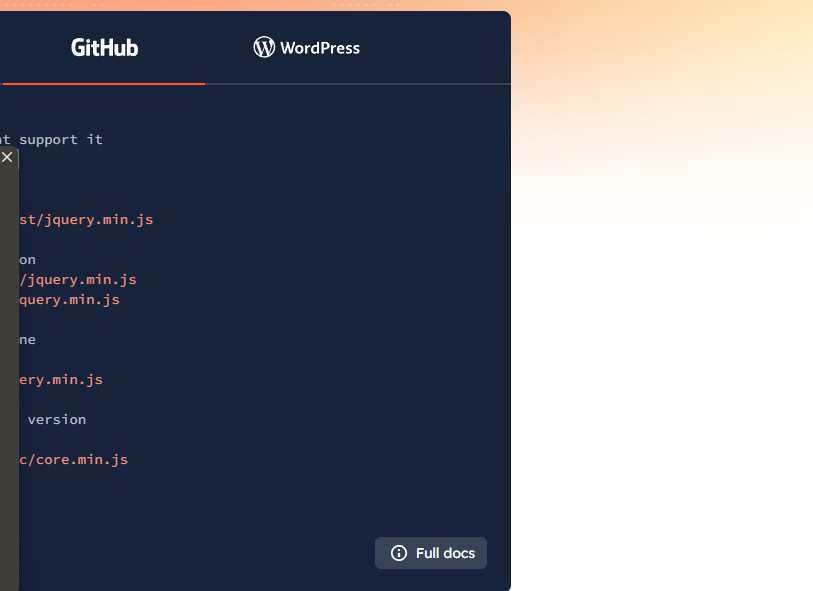 GitHub
WordPress
support it
st/jquery.min.js
on
/jquery.min.js
query.min.js
ne
ery.min.js
version
c/core.min.js
Full docs